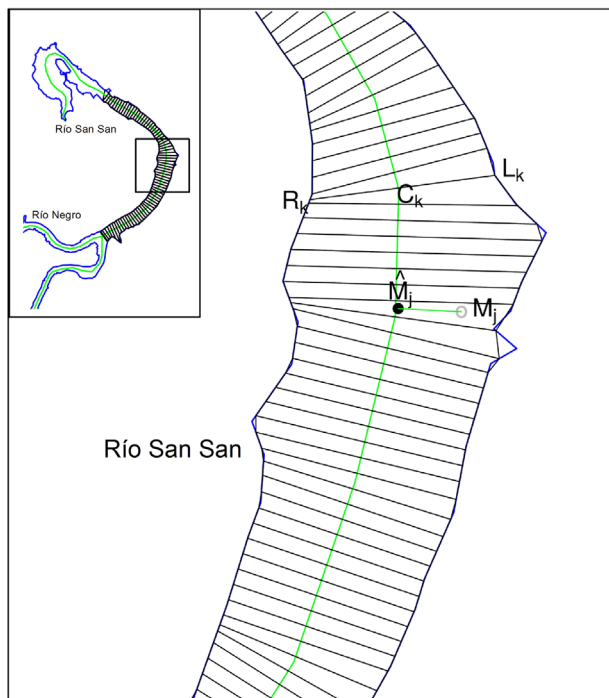 Río San San
Río Negro
R_k
C_k
L_k
M̂_j
M_j
Río San San